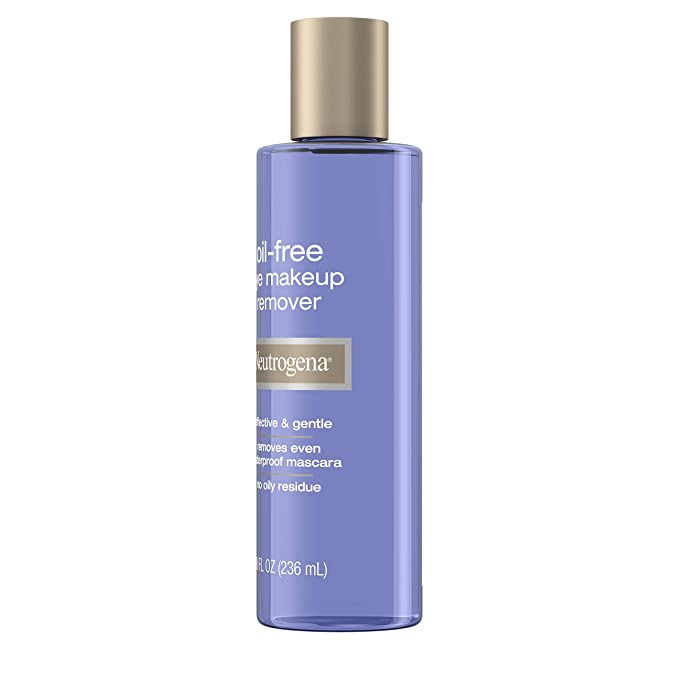 oil-free
makeup
remover
Neutrogena®
& gentle
removes even
mascara
no oily residue
FL OZ (236 mL)